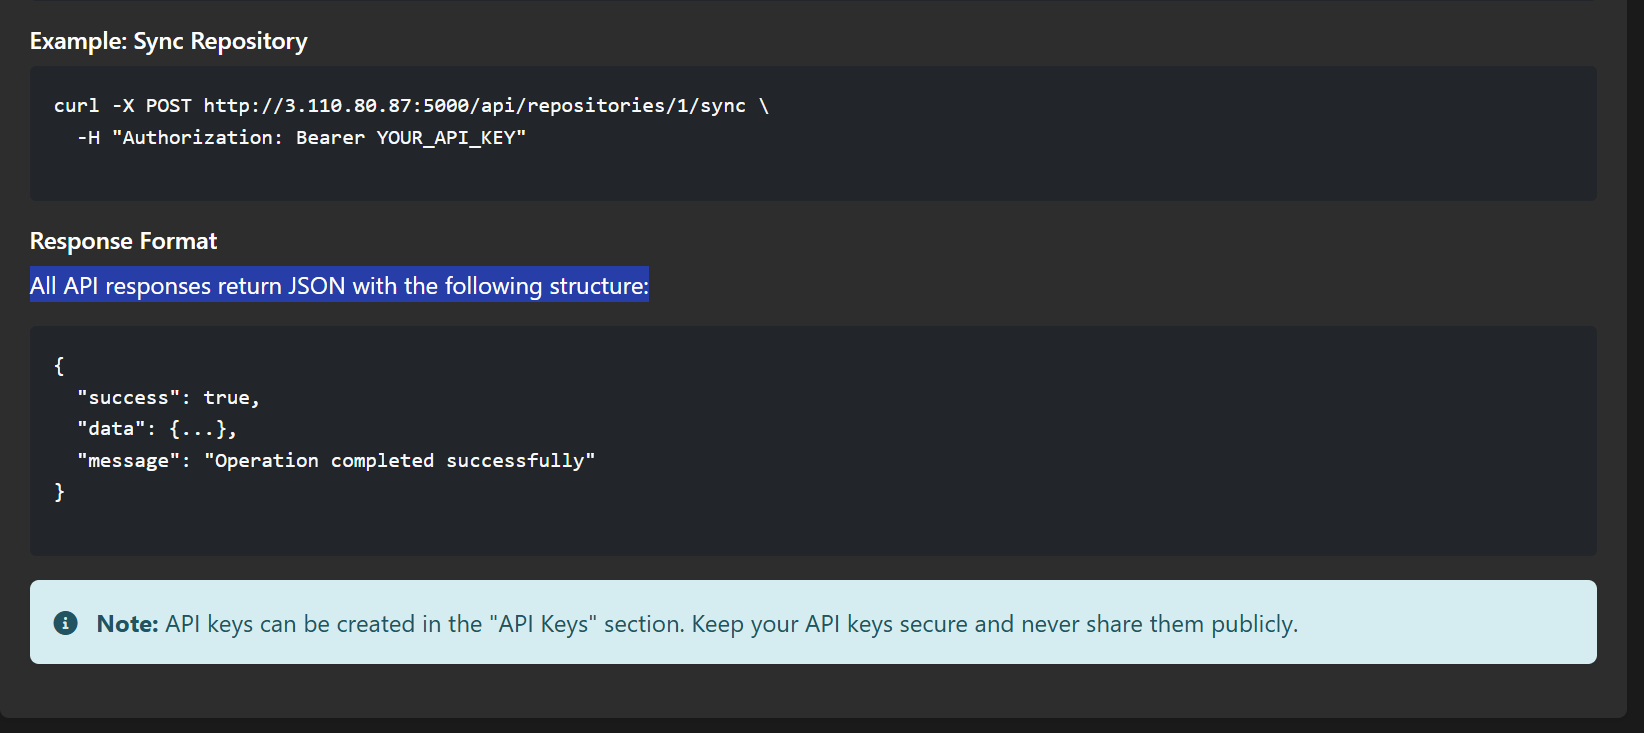 Example: Sync Repository
curl -X POST http://3.110.80.87:5000/api/repositories/1/sync \
  -H "Authorization: Bearer YOUR_API_KEY"
Response Format
All API responses return JSON with the following structure:
{
  "success": true,
  "data": {...},
  "message": "Operation completed successfully"
}
Note: API keys can be created in the "API Keys" section. Keep your API keys secure and never share them publicly.